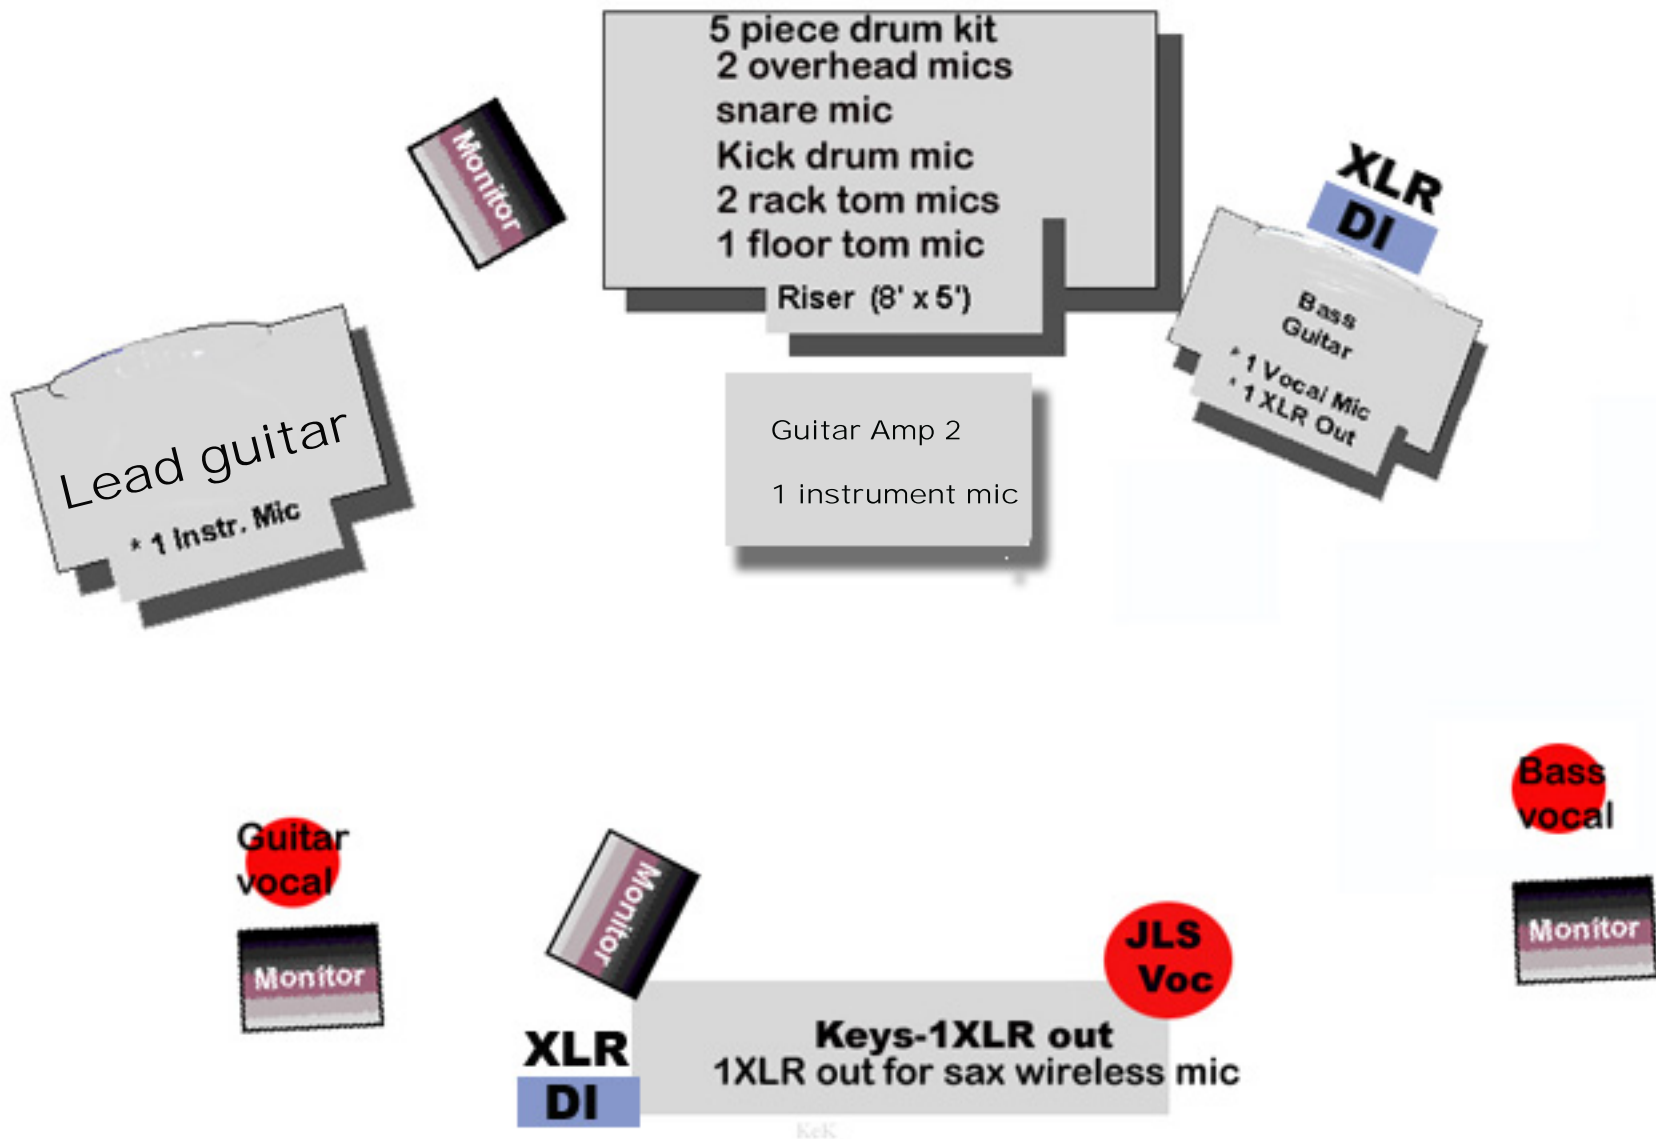 5 piece drum kit
2 overhead mics
snare mic
Kick drum mic
2 rack tom mics
1 floor tom mic
Riser (8' x 5')
Monitor
XLR
DI
Bass
Guitar
* 1 Vocal Mic
* 1 XLR Out
Lead guitar
* 1 Instr. Mic
Guitar Amp 2
1 instrument mic
Guitar
vocal
Monitor
Monitor
Bass
vocal
Monitor
JLS
Voc
XLR
DI
Keys-1XLR out
1XLR out for sax wireless mic
KeK